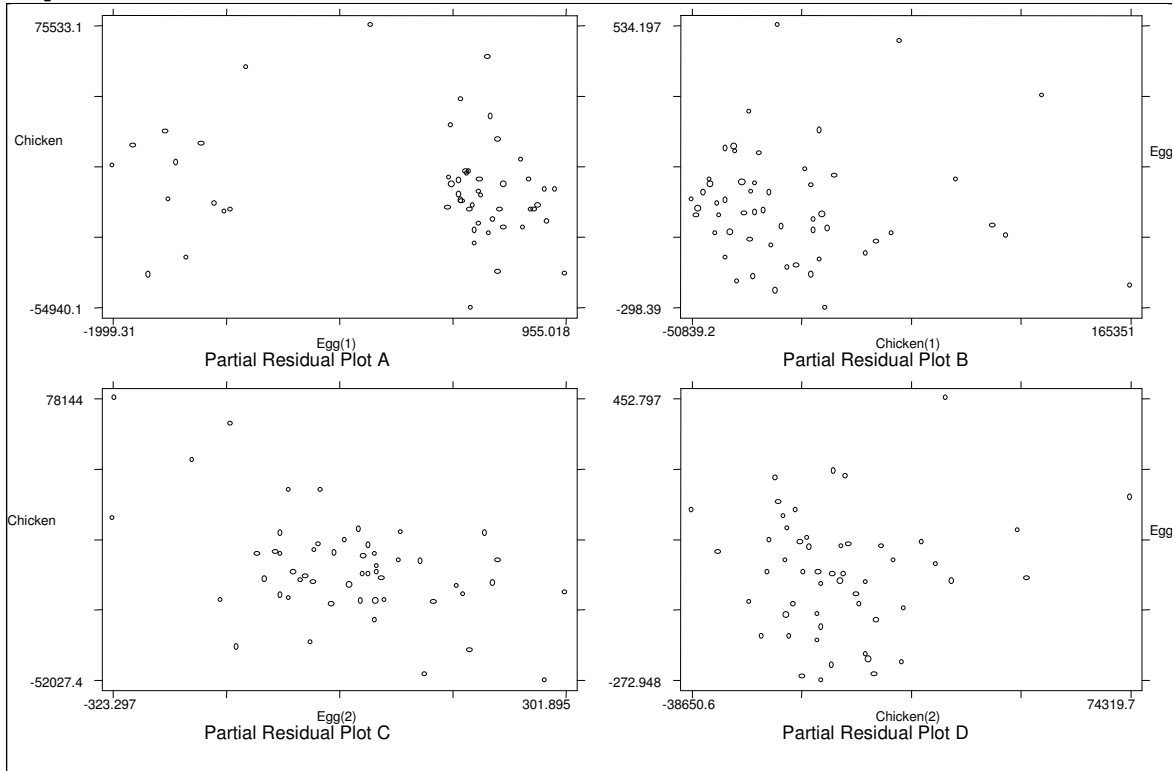 75533.1
Chicken
-54940.1
-1999.31
955.018
Egg(1)
Partial Residual Plot A
534.197
Egg
-298.39
-50839.2
165351
Chicken(1)
Partial Residual Plot B
78144
Chicken
-52027.4
-323.297
301.895
Egg(2)
Partial Residual Plot C
452.797
Egg
-272.948
-38650.6
74319.7
Chicken(2)
Partial Residual Plot D